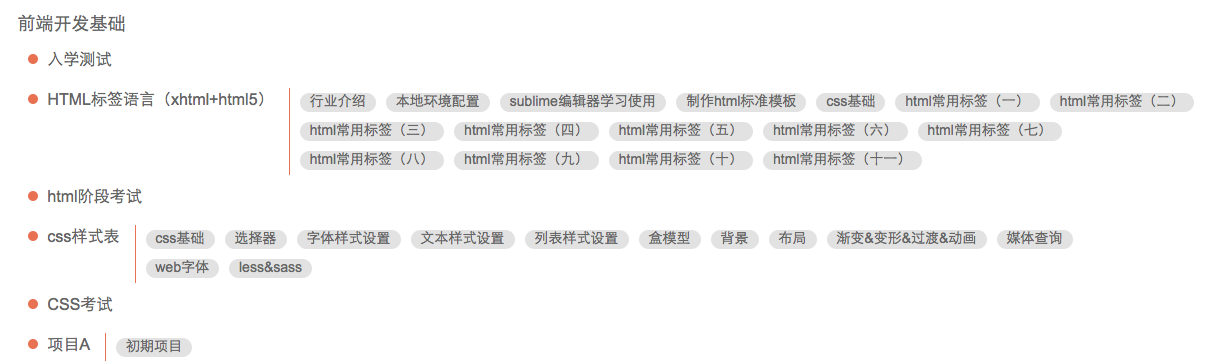 前端开发基础
入学测试
HTML标签语言（xhtml+html5） 行业介绍 本地环境配置 sublime编辑器学习使用 制作html标准模板 css基础 html常用标签（一） html常用标签（二）
html常用标签（三） html常用标签（四） html常用标签（五） html常用标签（六） html常用标签（七）
html常用标签（八） html常用标签（九） html常用标签（十） html常用标签（十一）
html阶段考试
css样式表 css基础 选择器 字体样式设置 文本样式设置 列表样式设置 盒模型 背景 布局 渐变&变形&过渡&动画 媒体查询
web字体 less&sass
CSS考试
项目A 初期项目